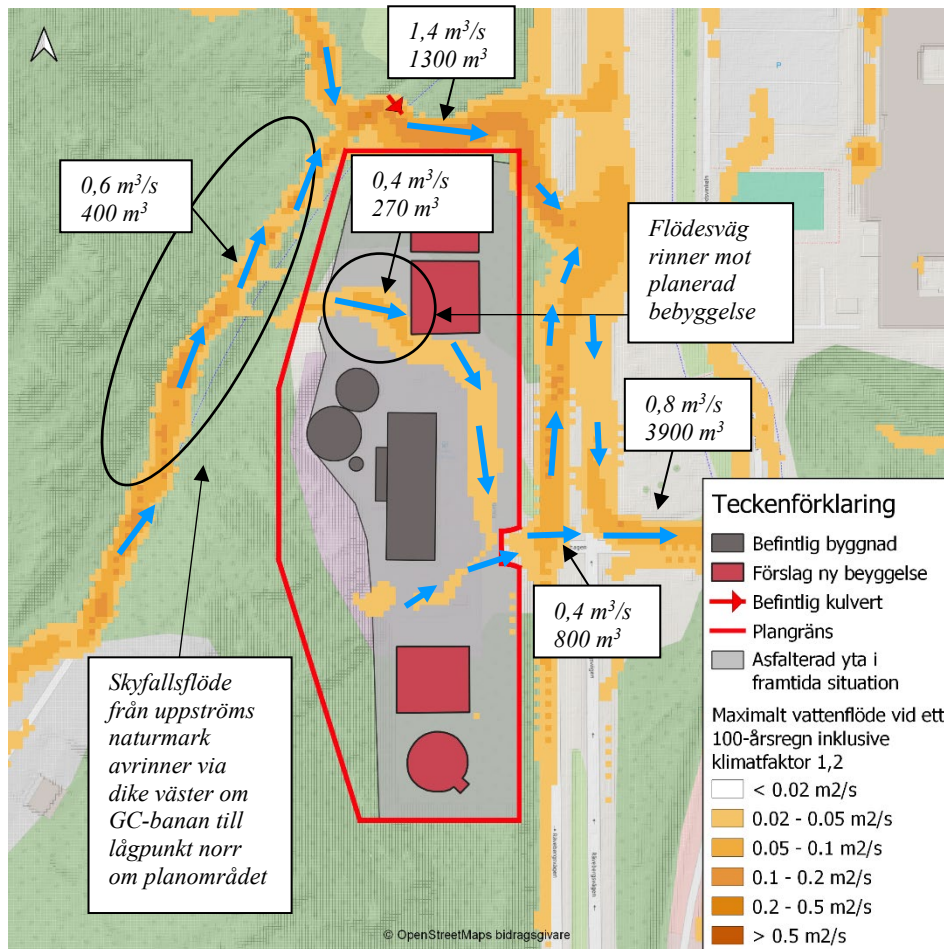 1,4 m³/s
1300 m³
0,6 m³/s
400 m³
0,4 m³/s
270 m³
Flödesväg
rinner mot
planerad
bebyggelse
P
0,8 m³/s
3900 m³
0,4 m³/s
800 m³
Skyfallsflöde
från uppströms
naturmark
avrinner via
dike väster om
GC-banan till
lågpunkt norr
om planområdet
Teckenförklaring
Befintlig byggnad
Förslag ny beyggelse
Befintlig kulvert
Plangräns
Asfalterad yta i
framtida situation
Maximalt vattenflöde vid ett
100-årsregn inklusive
klimatfaktor 1,2
< 0.02 m2/s
0.02 - 0.05 m2/s
0.05 - 0.1 m2/s
0.1 - 0.2 m2/s
0.2 - 0.5 m2/s
> 0.5 m2/s
© OpenStreetMaps bidragsgivare